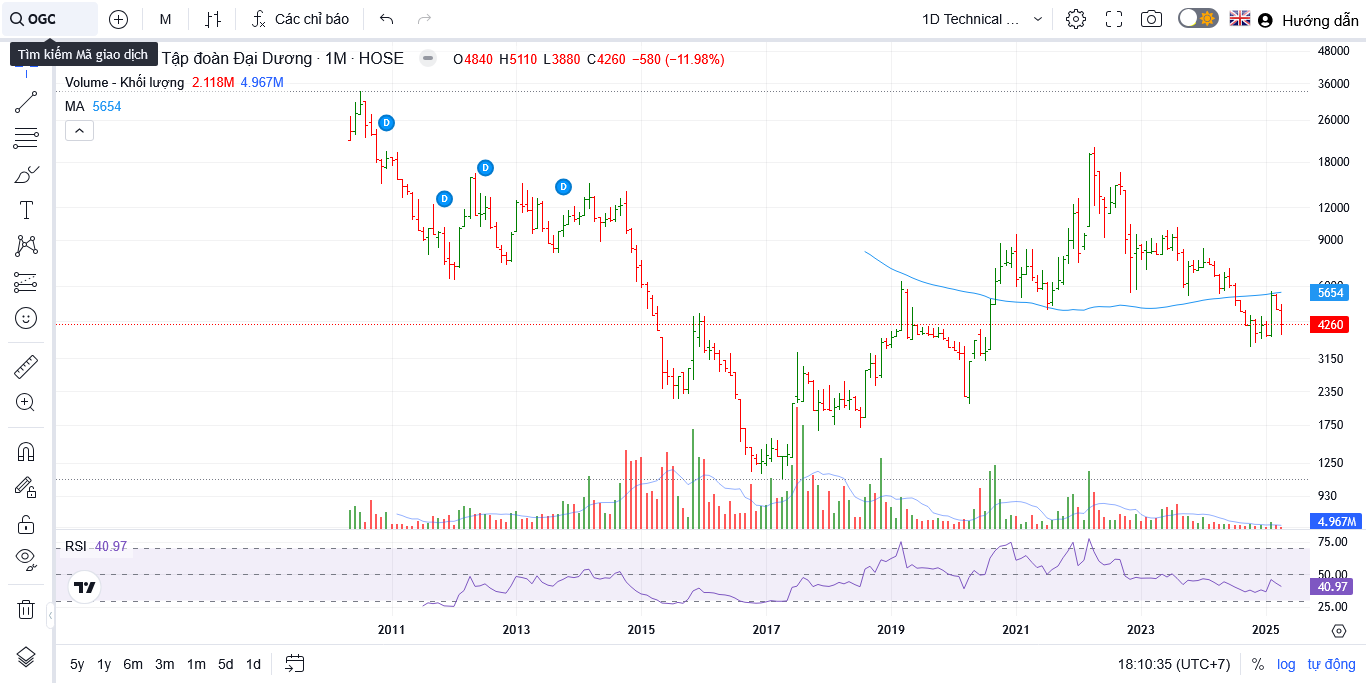 OGC
M
Các chỉ báo
1D Technical ...
Hướng dẫn
Tìm kiếm Mã giao dịch
Tập đoàn Đại Dương · 1M · HOSE
O4840 H5110 L3880 C4260 −580 (−11.98%)
Volume - Khối lượng 2.118M 4.967M
MA 5654
D
D
D
D
48000
36000
26000
18000
12000
9000
5654
4260
3150
2350
1750
1250
930
4.967M
RSI 40.97
75.00
50.00
40.97
25.00
2011 2013 2015 2017 2019 2021 2023 2025
5y 1y 6m 3m 1m 5d 1d
18:10:35 (UTC+7)
% log tự động